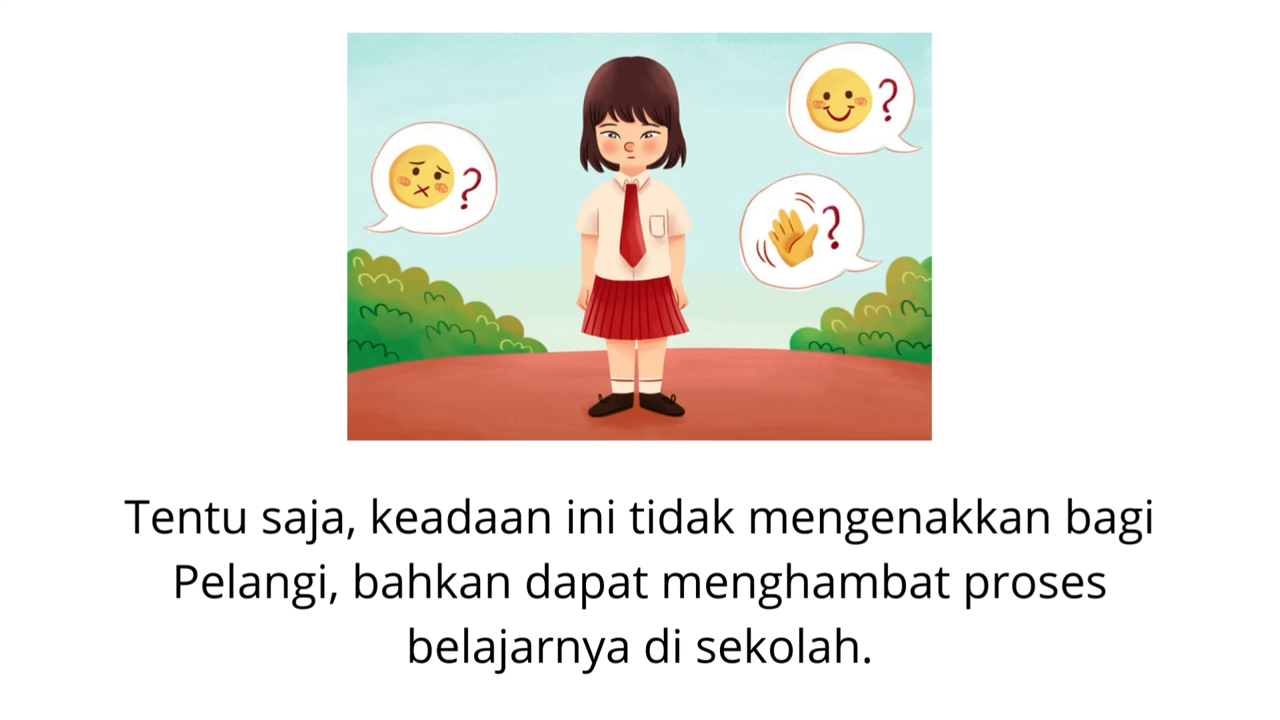 ?
?
?
Tentu saja, keadaan ini tidak mengenakkan bagi
Pelangi, bahkan dapat menghambat proses
belajarnya di sekolah.